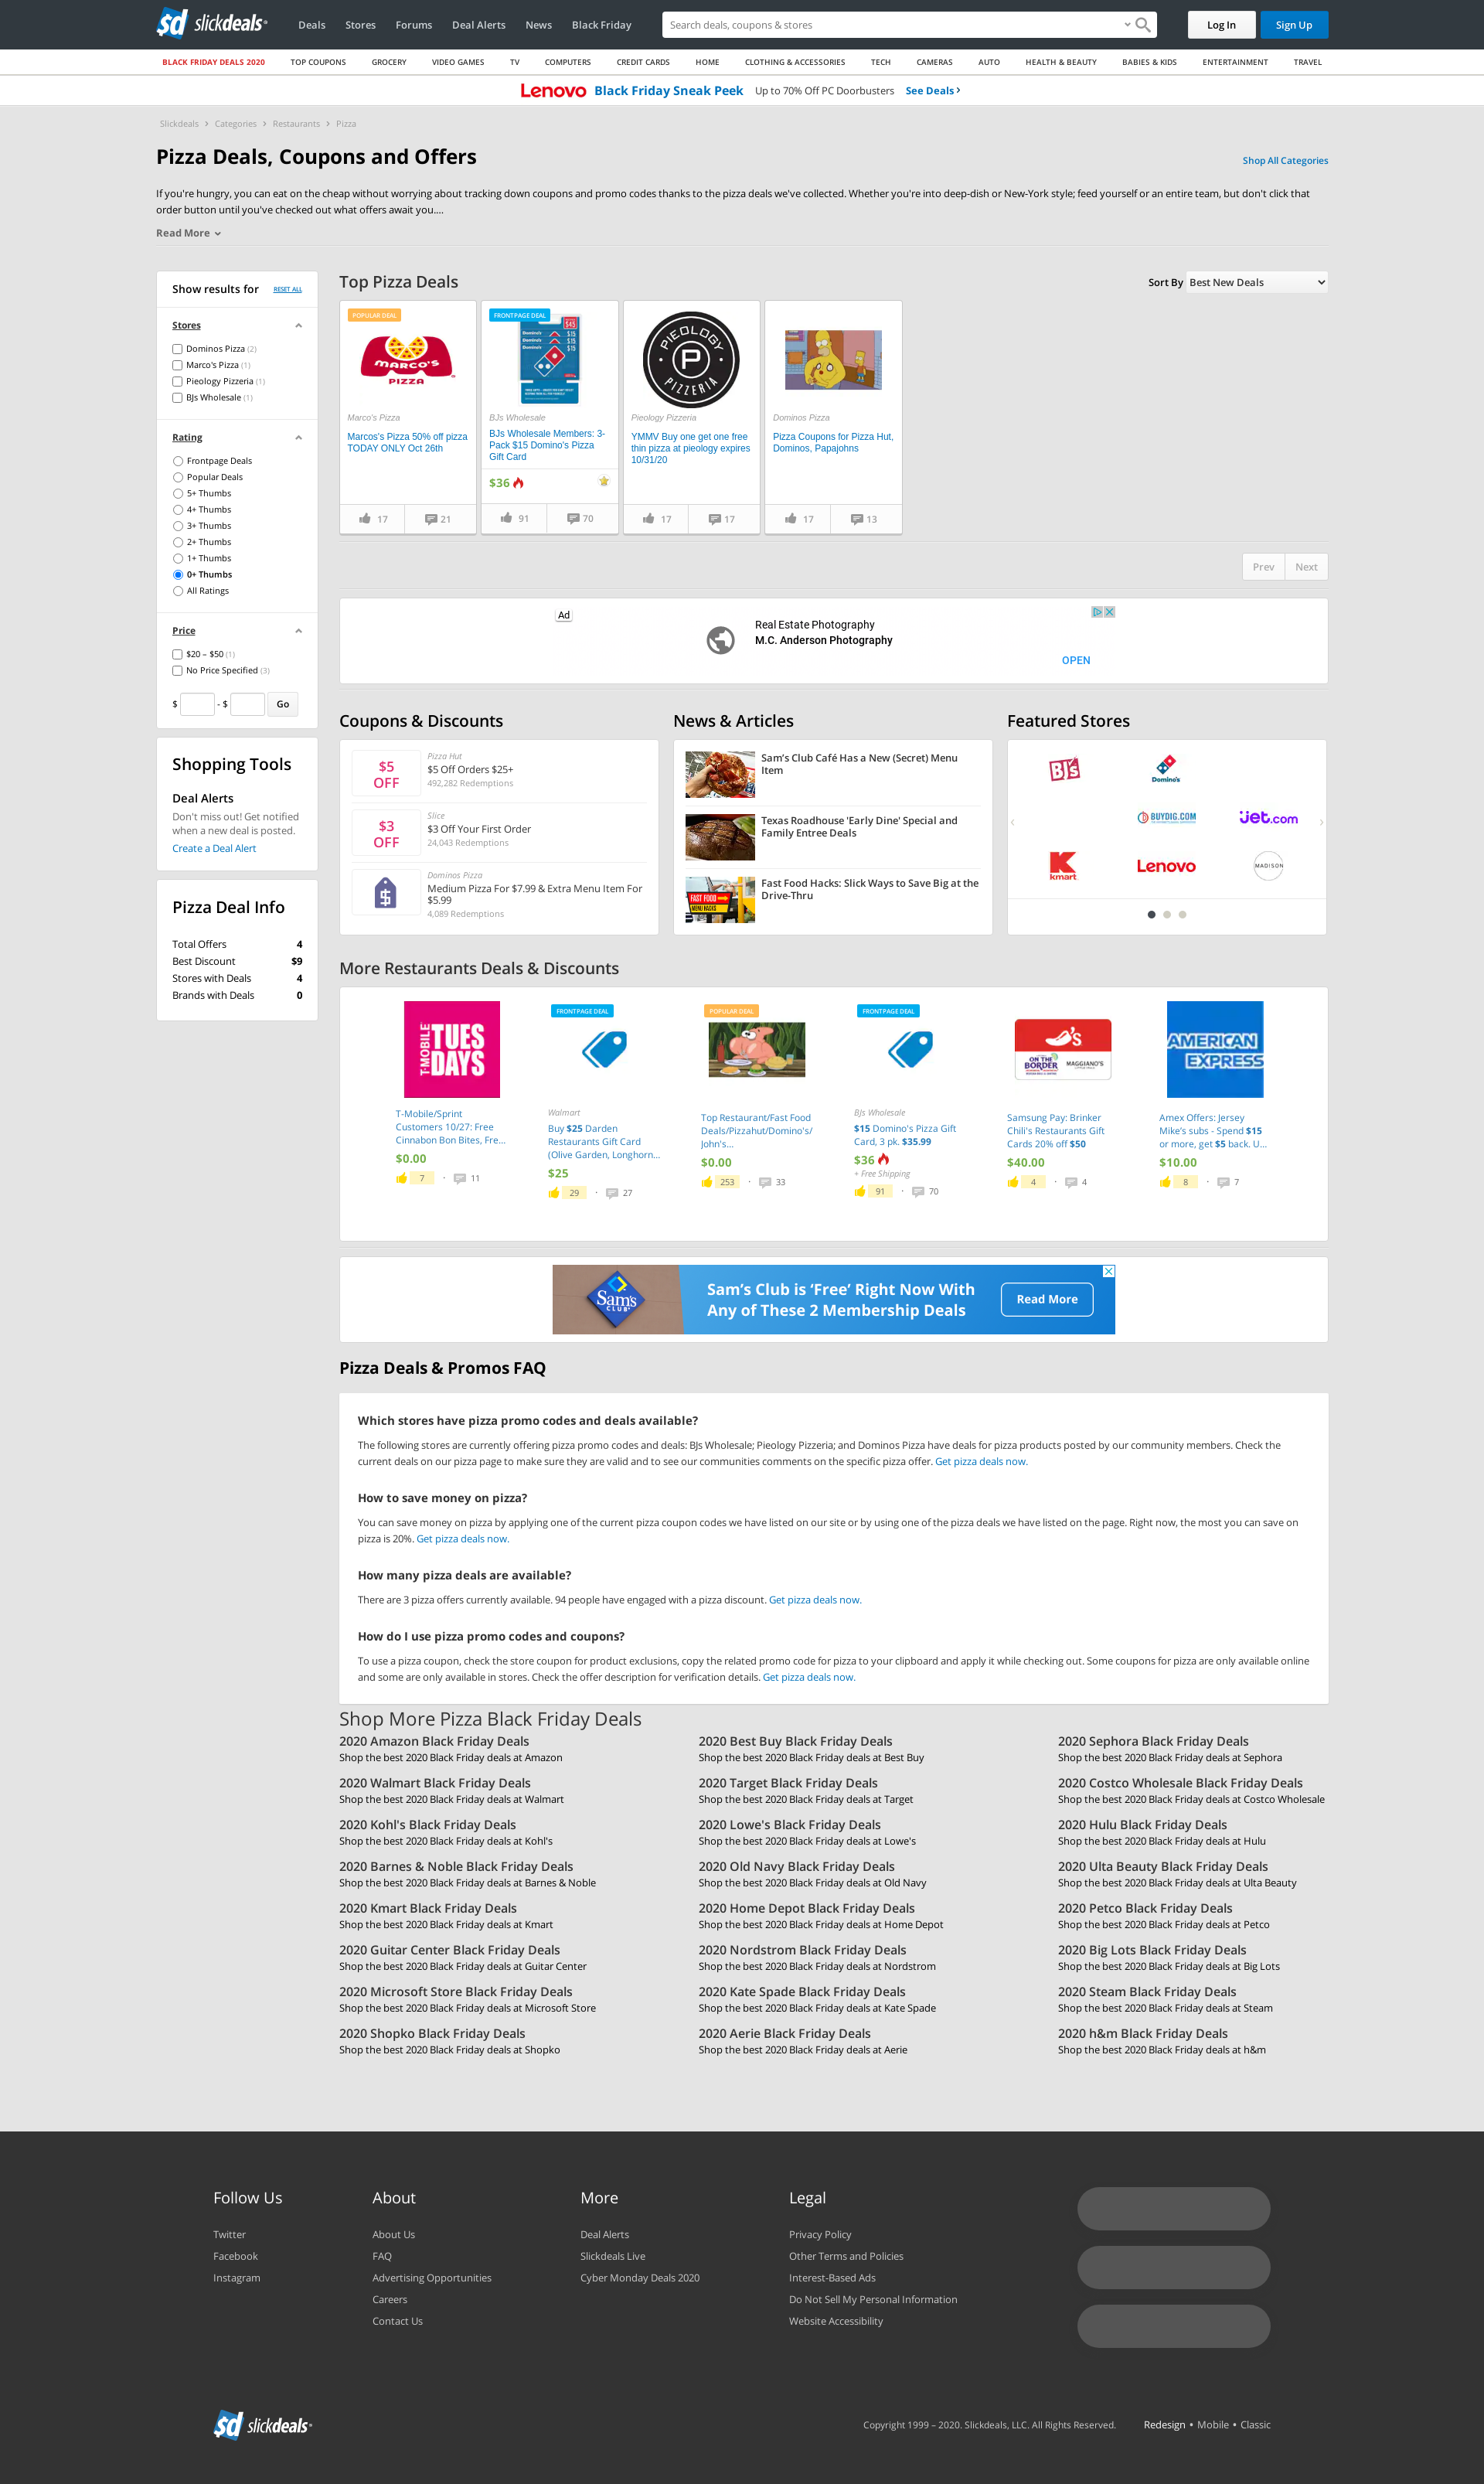 slickdeals
Deals Stores Forums Deal Alerts News Black Friday
Search deals, coupons & stores
Log In Sign Up
BLACK FRIDAY DEALS 2020 TOP COUPONS GROCERY VIDEO GAMES TV COMPUTERS CREDIT CARDS HOME CLOTHING & ACCESSORIES TECH CAMERAS AUTO HEALTH & BEAUTY BABIES & KIDS ENTERTAINMENT TRAVEL
Lenovo Black Friday Sneak Peek Up to 70% Off PC Doorbusters See Deals ›
Slickdeals › Categories › Restaurants › Pizza
Pizza Deals, Coupons and Offers
Shop All Categories
If you're hungry, you can eat on the cheap without worrying about tracking down coupons and promo codes thanks to the pizza deals we've collected. Whether you're into deep-dish or New-York style; feed yourself or an entire team, but don't click that
order button until you've checked out what offers await you....
Read More
Show results for RESET ALL
Stores
Dominos Pizza (2)
Marco's Pizza (1)
Pieology Pizzeria (1)
BJs Wholesale (1)
Rating
Frontpage Deals
Popular Deals
5+ Thumbs
4+ Thumbs
3+ Thumbs
2+ Thumbs
1+ Thumbs
0+ Thumbs
All Ratings
Price
$20 – $50 (1)
No Price Specified (3)
$ - $ Go
Shopping Tools
Deal Alerts
Don't miss out! Get notified
when a new deal is posted.
Create a Deal Alert
Pizza Deal Info
Total Offers 4
Best Discount $9
Stores with Deals 4
Brands with Deals 0
Top Pizza Deals
Sort By Best New Deals
POPULAR DEAL
MARCO'S
PIZZA
Marco's Pizza
Marcos's Pizza 50% off pizza
TODAY ONLY Oct 26th
17 21
FRONTPAGE DEAL
$45
Domino's $15
$15
$15
BJs Wholesale
BJs Wholesale Members: 3-
Pack $15 Domino's Pizza
Gift Card
$36
91 70
PIEOLOGY
P
PIZZERIA
Pieology Pizzeria
YMMV Buy one get one free
thin pizza at pieology expires
10/31/20
17 17
Dominos Pizza
Pizza Coupons for Pizza Hut,
Dominos, Papajohns
17 13
Prev Next
Ad
Real Estate Photography
M.C. Anderson Photography
OPEN
Coupons & Discounts
$5
OFF
Pizza Hut
$5 Off Orders $25+
492,282 Redemptions
$3
OFF
Slice
$3 Off Your First Order
24,043 Redemptions
$
Dominos Pizza
Medium Pizza For $7.99 & Extra Menu Item For
$5.99
4,089 Redemptions
News & Articles
Sam's Club Café Has a New (Secret) Menu
Item
Texas Roadhouse 'Early Dine' Special and
Family Entree Deals
FAST FOOD
MENU HACKS
Fast Food Hacks: Slick Ways to Save Big at the
Drive-Thru
Featured Stores
BJ's
Domino's
BUYDIG.COM
Jet.com
K
kmart
Lenovo
MADISON
More Restaurants Deals & Discounts
T-MOBILE
TUES
DAYS
T-Mobile/Sprint
Customers 10/27: Free
Cinnabon Bon Bites, Fre...
$0.00
7 · 11
FRONTPAGE DEAL
Walmart
Buy $25 Darden
Restaurants Gift Card
(Olive Garden, Longhorn...
$25
29 · 27
POPULAR DEAL
Top Restaurant/Fast Food
Deals/Pizzahut/Domino's/
John's...
$0.00
253 · 33
FRONTPAGE DEAL
BJs Wholesale
$15 Domino's Pizza Gift
Card, 3 pk. $35.99
$36
+ Free Shipping
91 · 70
ON THE
BORDER
MAGGIANO'S
Samsung Pay: Brinker
Chili's Restaurants Gift
Cards 20% off $50
$40.00
4 · 4
AMERICAN
EXPRESS
Amex Offers: Jersey
Mike's subs - Spend $15
or more, get $5 back. U...
$10.00
8 · 7
Sam's
CLUB
Sam's Club is 'Free' Right Now With
Any of These 2 Membership Deals
Read More
Pizza Deals & Promos FAQ
Which stores have pizza promo codes and deals available?
The following stores are currently offering pizza promo codes and deals: BJs Wholesale; Pieology Pizzeria; and Dominos Pizza have deals for pizza products posted by our community members. Check the
current deals on our pizza page to make sure they are valid and to see our communities comments on the specific pizza offer. Get pizza deals now.
How to save money on pizza?
You can save money on pizza by applying one of the current pizza coupon codes we have listed on our site or by using one of the pizza deals we have listed on the page. Right now, the most you can save on
pizza is 20%. Get pizza deals now.
How many pizza deals are available?
There are 3 pizza offers currently available. 94 people have engaged with a pizza discount. Get pizza deals now.
How do I use pizza promo codes and coupons?
To use a pizza coupon, check the store coupon for product exclusions, copy the related promo code for pizza to your clipboard and apply it while checking out. Some coupons for pizza are only available online
and some are only available in stores. Check the offer description for verification details. Get pizza deals now.
Shop More Pizza Black Friday Deals
2020 Amazon Black Friday Deals
Shop the best 2020 Black Friday deals at Amazon
2020 Best Buy Black Friday Deals
Shop the best 2020 Black Friday deals at Best Buy
2020 Sephora Black Friday Deals
Shop the best 2020 Black Friday deals at Sephora
2020 Walmart Black Friday Deals
Shop the best 2020 Black Friday deals at Walmart
2020 Target Black Friday Deals
Shop the best 2020 Black Friday deals at Target
2020 Costco Wholesale Black Friday Deals
Shop the best 2020 Black Friday deals at Costco Wholesale
2020 Kohl's Black Friday Deals
Shop the best 2020 Black Friday deals at Kohl's
2020 Lowe's Black Friday Deals
Shop the best 2020 Black Friday deals at Lowe's
2020 Hulu Black Friday Deals
Shop the best 2020 Black Friday deals at Hulu
2020 Barnes & Noble Black Friday Deals
Shop the best 2020 Black Friday deals at Barnes & Noble
2020 Old Navy Black Friday Deals
Shop the best 2020 Black Friday deals at Old Navy
2020 Ulta Beauty Black Friday Deals
Shop the best 2020 Black Friday deals at Ulta Beauty
2020 Kmart Black Friday Deals
Shop the best 2020 Black Friday deals at Kmart
2020 Home Depot Black Friday Deals
Shop the best 2020 Black Friday deals at Home Depot
2020 Petco Black Friday Deals
Shop the best 2020 Black Friday deals at Petco
2020 Guitar Center Black Friday Deals
Shop the best 2020 Black Friday deals at Guitar Center
2020 Nordstrom Black Friday Deals
Shop the best 2020 Black Friday deals at Nordstrom
2020 Big Lots Black Friday Deals
Shop the best 2020 Black Friday deals at Big Lots
2020 Microsoft Store Black Friday Deals
Shop the best 2020 Black Friday deals at Microsoft Store
2020 Kate Spade Black Friday Deals
Shop the best 2020 Black Friday deals at Kate Spade
2020 Steam Black Friday Deals
Shop the best 2020 Black Friday deals at Steam
2020 Shopko Black Friday Deals
Shop the best 2020 Black Friday deals at Shopko
2020 Aerie Black Friday Deals
Shop the best 2020 Black Friday deals at Aerie
2020 h&m Black Friday Deals
Shop the best 2020 Black Friday deals at h&m
Follow Us
Twitter
Facebook
Instagram
About
About Us
FAQ
Advertising Opportunities
Careers
Contact Us
More
Deal Alerts
Slickdeals Live
Cyber Monday Deals 2020
Legal
Privacy Policy
Other Terms and Policies
Interest-Based Ads
Do Not Sell My Personal Information
Website Accessibility
slickdeals
Copyright 1999 – 2020. Slickdeals, LLC. All Rights Reserved. Redesign • Mobile • Classic